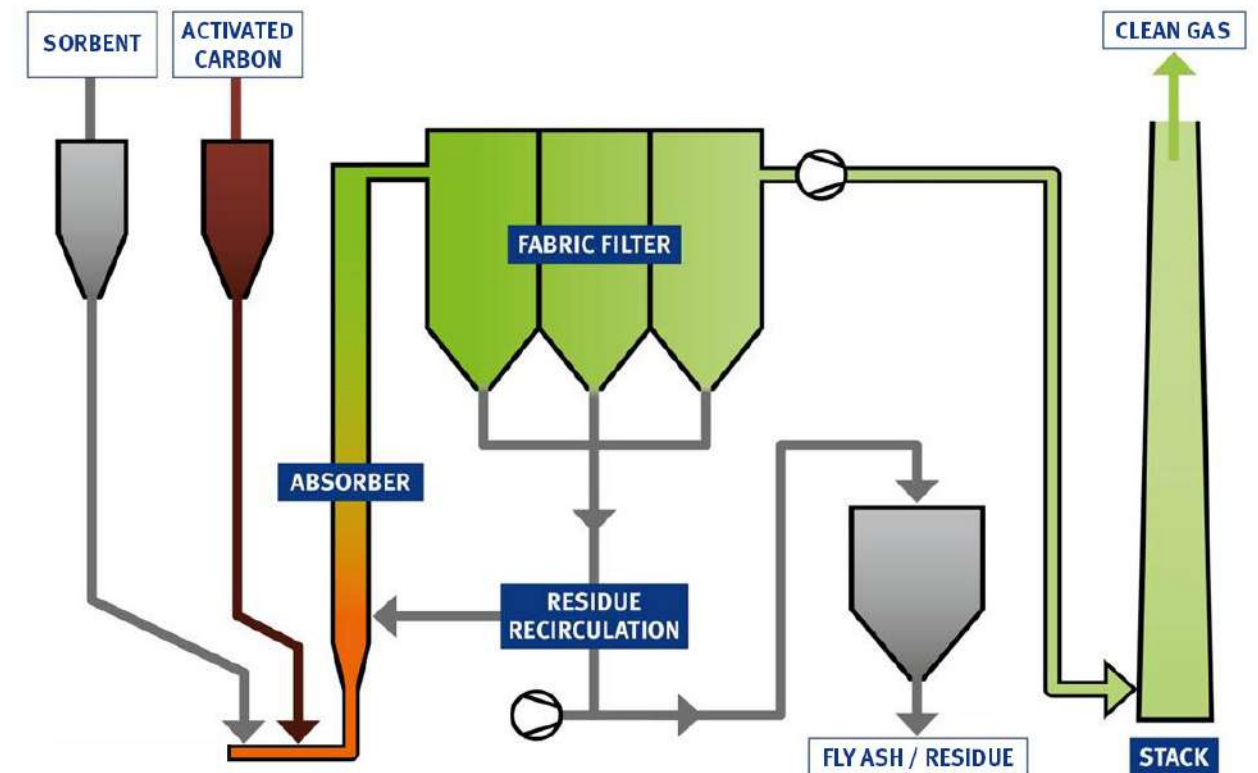 SORBENT
ACTIVATED
CARBON
CLEAN GAS
FABRIC FILTER
ABSORBER
RESIDUE
RECIRCULATION
FLY ASH / RESIDUE
STACK